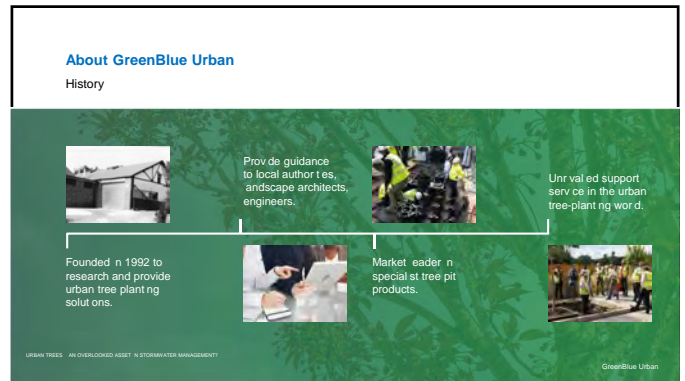 About GreenBlue Urban
History
Founded n 1992 to
research and provide
urban tree plant ng
solut ons.
Prov de guidance
to local author t es,
andscape architects,
engineers.
Market eader n
special st tree pit
products.
Unr val ed support
serv ce in the urban
tree-plant ng wor d.
URBAN TREES AN OVERLOOKED ASSET N STORMWATER MANAGEMENT?
GreenBlue Urban